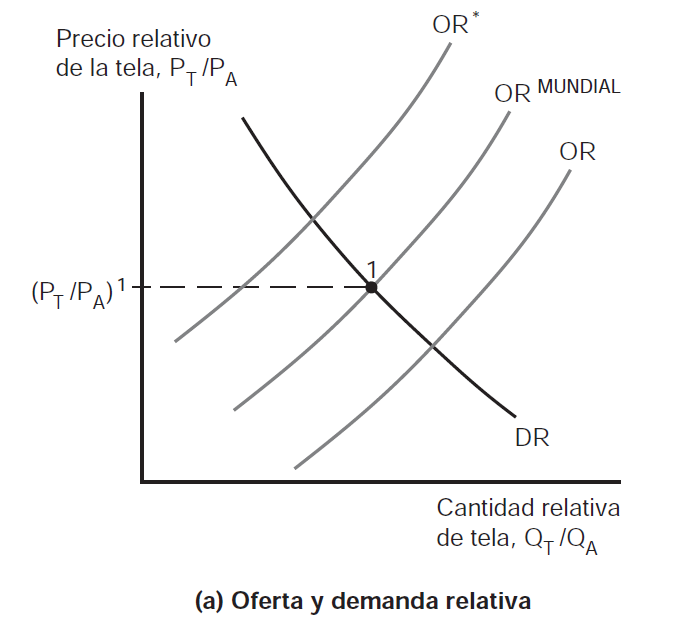 OR*
Precio relativo
de la tela, P_T/P_A
OR MUNDIAL
OR
1
(P_T/P_A)^1
DR
Cantidad relativa
de tela, Q_T/Q_A
(a) Oferta y demanda relativa